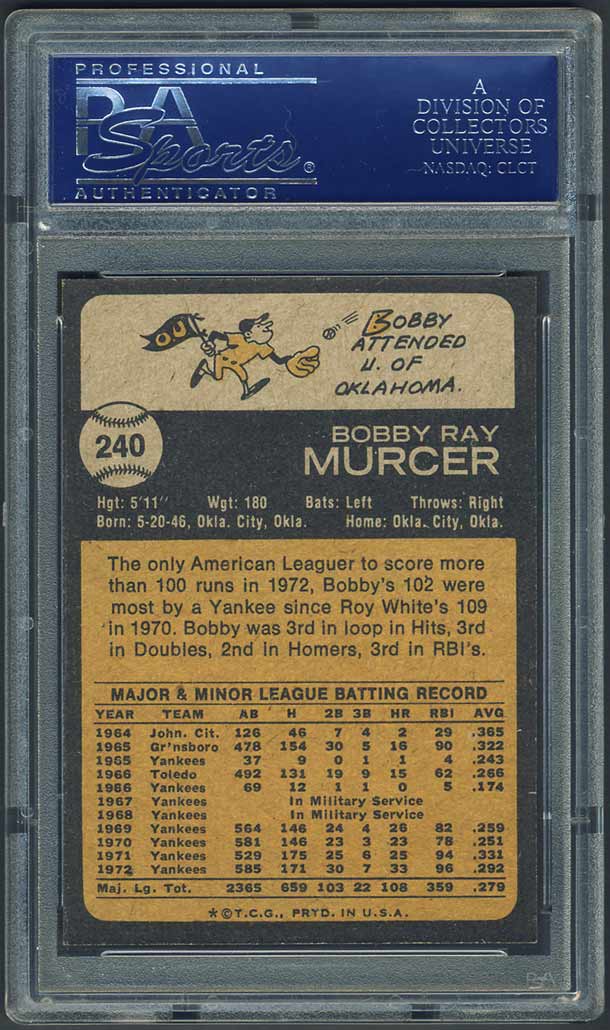 PROFESSIONAL
PSA
Sports®
AUTHENTICATOR
A
DIVISION OF
COLLECTORS
UNIVERSE
NASDAQ: CLCT
OU
BOBBY
ATTENDED
U. OF
OKLAHOMA.
240
BOBBY RAY
MURCER
Hgt: 5'11" Wgt: 180 Bats: Left Throws: Right
Born: 5-20-46, Okla. City, Okla. Home: Okla. City, Okla.
The only American Leaguer to score more
than 100 runs in 1972, Bobby's 102 were
most by a Yankee since Roy White's 109
in 1970. Bobby was 3rd in loop in Hits, 3rd
in Doubles, 2nd in Homers, 3rd in RBI's.
MAJOR & MINOR LEAGUE BATTING RECORD
YEAR TEAM AB H 2B 3B HR RBI AVG
1964 John. Cit. 126 46 7 4 2 29 .365
1965 Gr'nsboro 478 154 30 5 16 90 .322
1965 Yankees 37 9 0 1 1 4 .243
1966 Toledo 492 131 19 9 15 62 .266
1966 Yankees 69 12 1 1 0 5 .174
1967 Yankees In Military Service
1968 Yankees In Military Service
1969 Yankees 564 146 24 4 26 82 .259
1970 Yankees 581 146 23 3 23 78 .251
1971 Yankees 529 175 25 6 25 94 .331
1972 Yankees 585 171 30 7 33 96 .292
Maj. Lg. Tot. 2365 659 103 22 108 359 .279
*©T.C.G., PRTD. IN U.S.A.
PSA